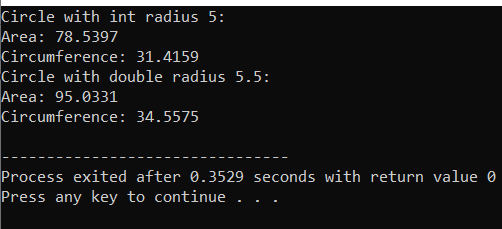 Circle with int radius 5:
Area: 78.5397
Circumference: 31.4159
Circle with double radius 5.5:
Area: 95.0331
Circumference: 34.5575
--------------------------------
Process exited after 0.3529 seconds with return value 0
Press any key to continue . . .